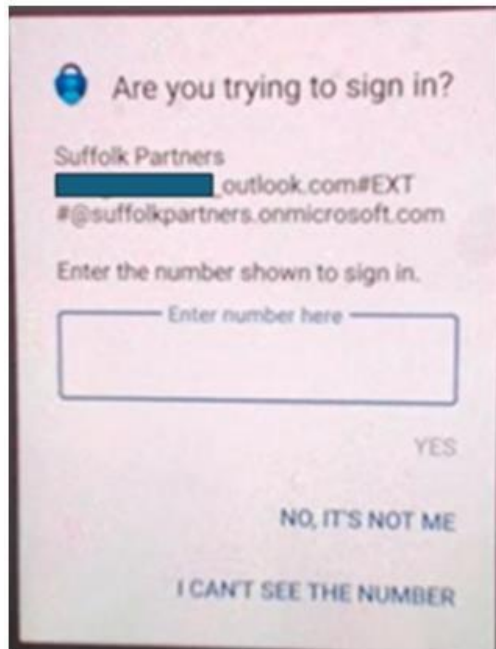 Are you trying to sign in?
Suffolk Partners
_outlook.com#EXT
#@suffolkpartners.onmicrosoft.com
Enter the number shown to sign in.
Enter number here
YES
NO, IT'S NOT ME
I CAN'T SEE THE NUMBER